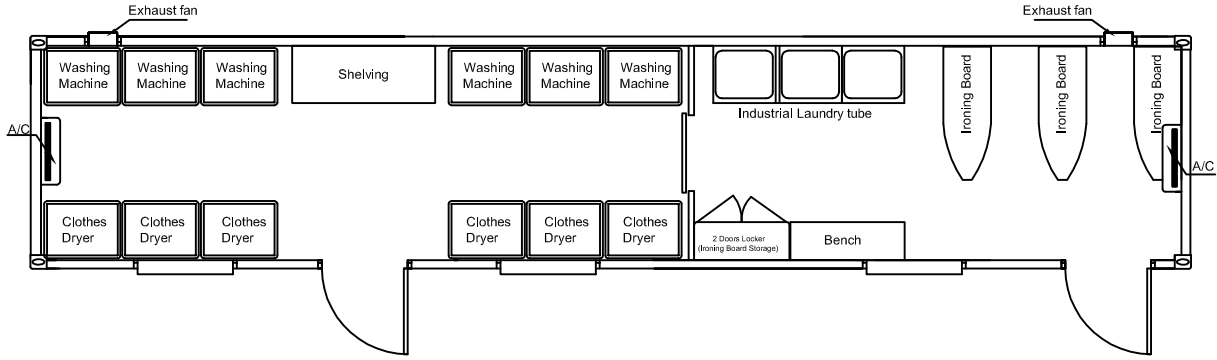 Exhaust fan
Exhaust fan
Washing
Machine
Washing
Machine
Washing
Machine
Shelving
Washing
Machine
Washing
Machine
Washing
Machine
Industrial Laundry tube
Ironing Board
Ironing Board
Ironing Board
A/C
A/C
Clothes
Dryer
Clothes
Dryer
Clothes
Dryer
Clothes
Dryer
Clothes
Dryer
Clothes
Dryer
2 Doors Locker
(Ironing Board Storage)
Bench